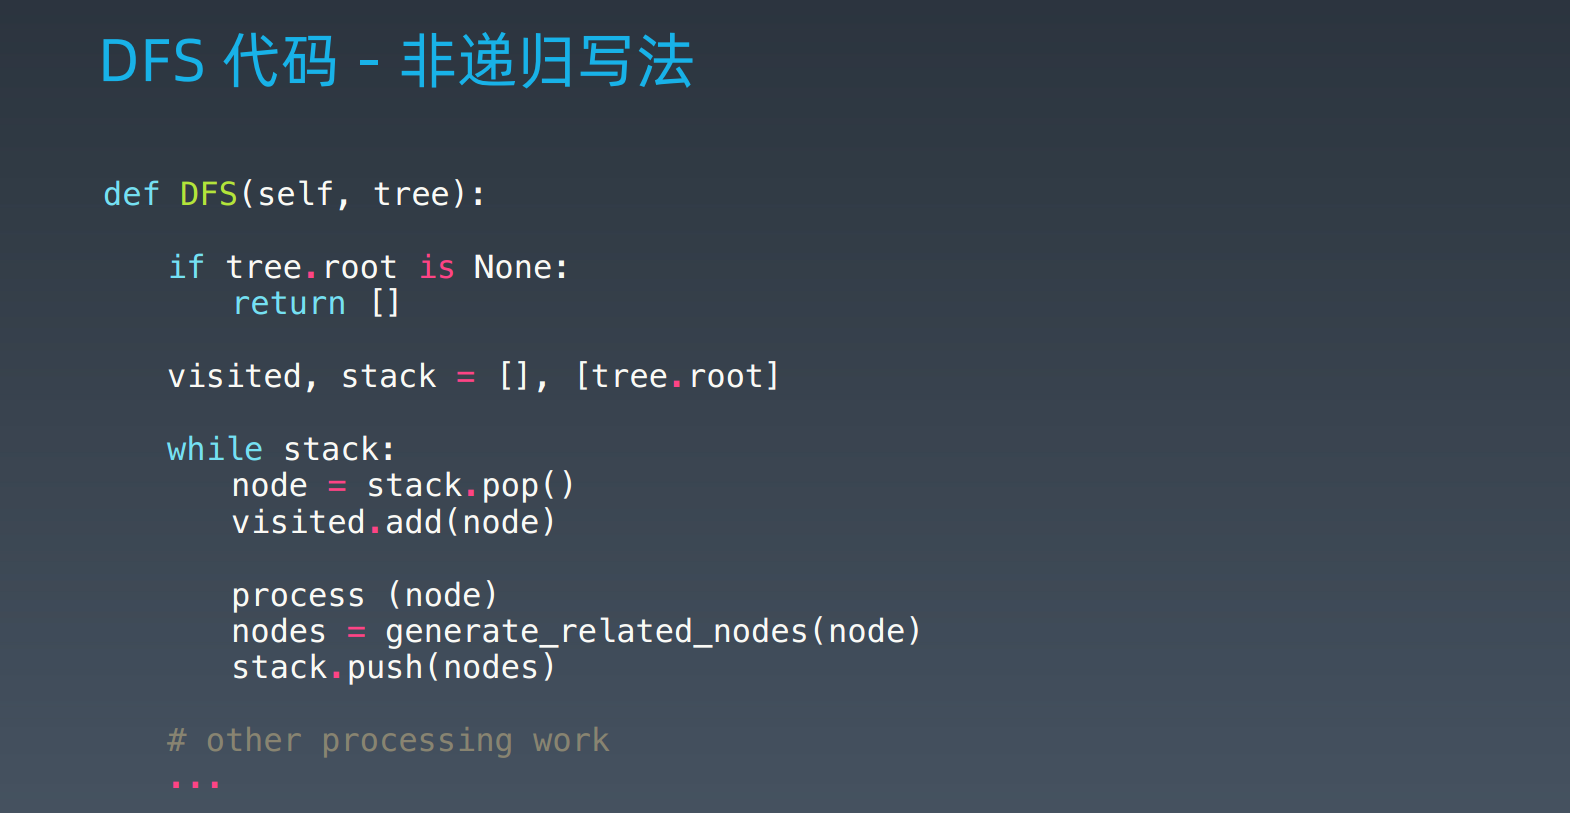 DFS 代码 - 非递归写法
def DFS(self, tree):
if tree.root is None:
return []
visited, stack = [], [tree.root]
while stack:
node = stack.pop()
visited.add(node)
process (node)
nodes = generate_related_nodes(node)
stack.push(nodes)
# other processing work
...